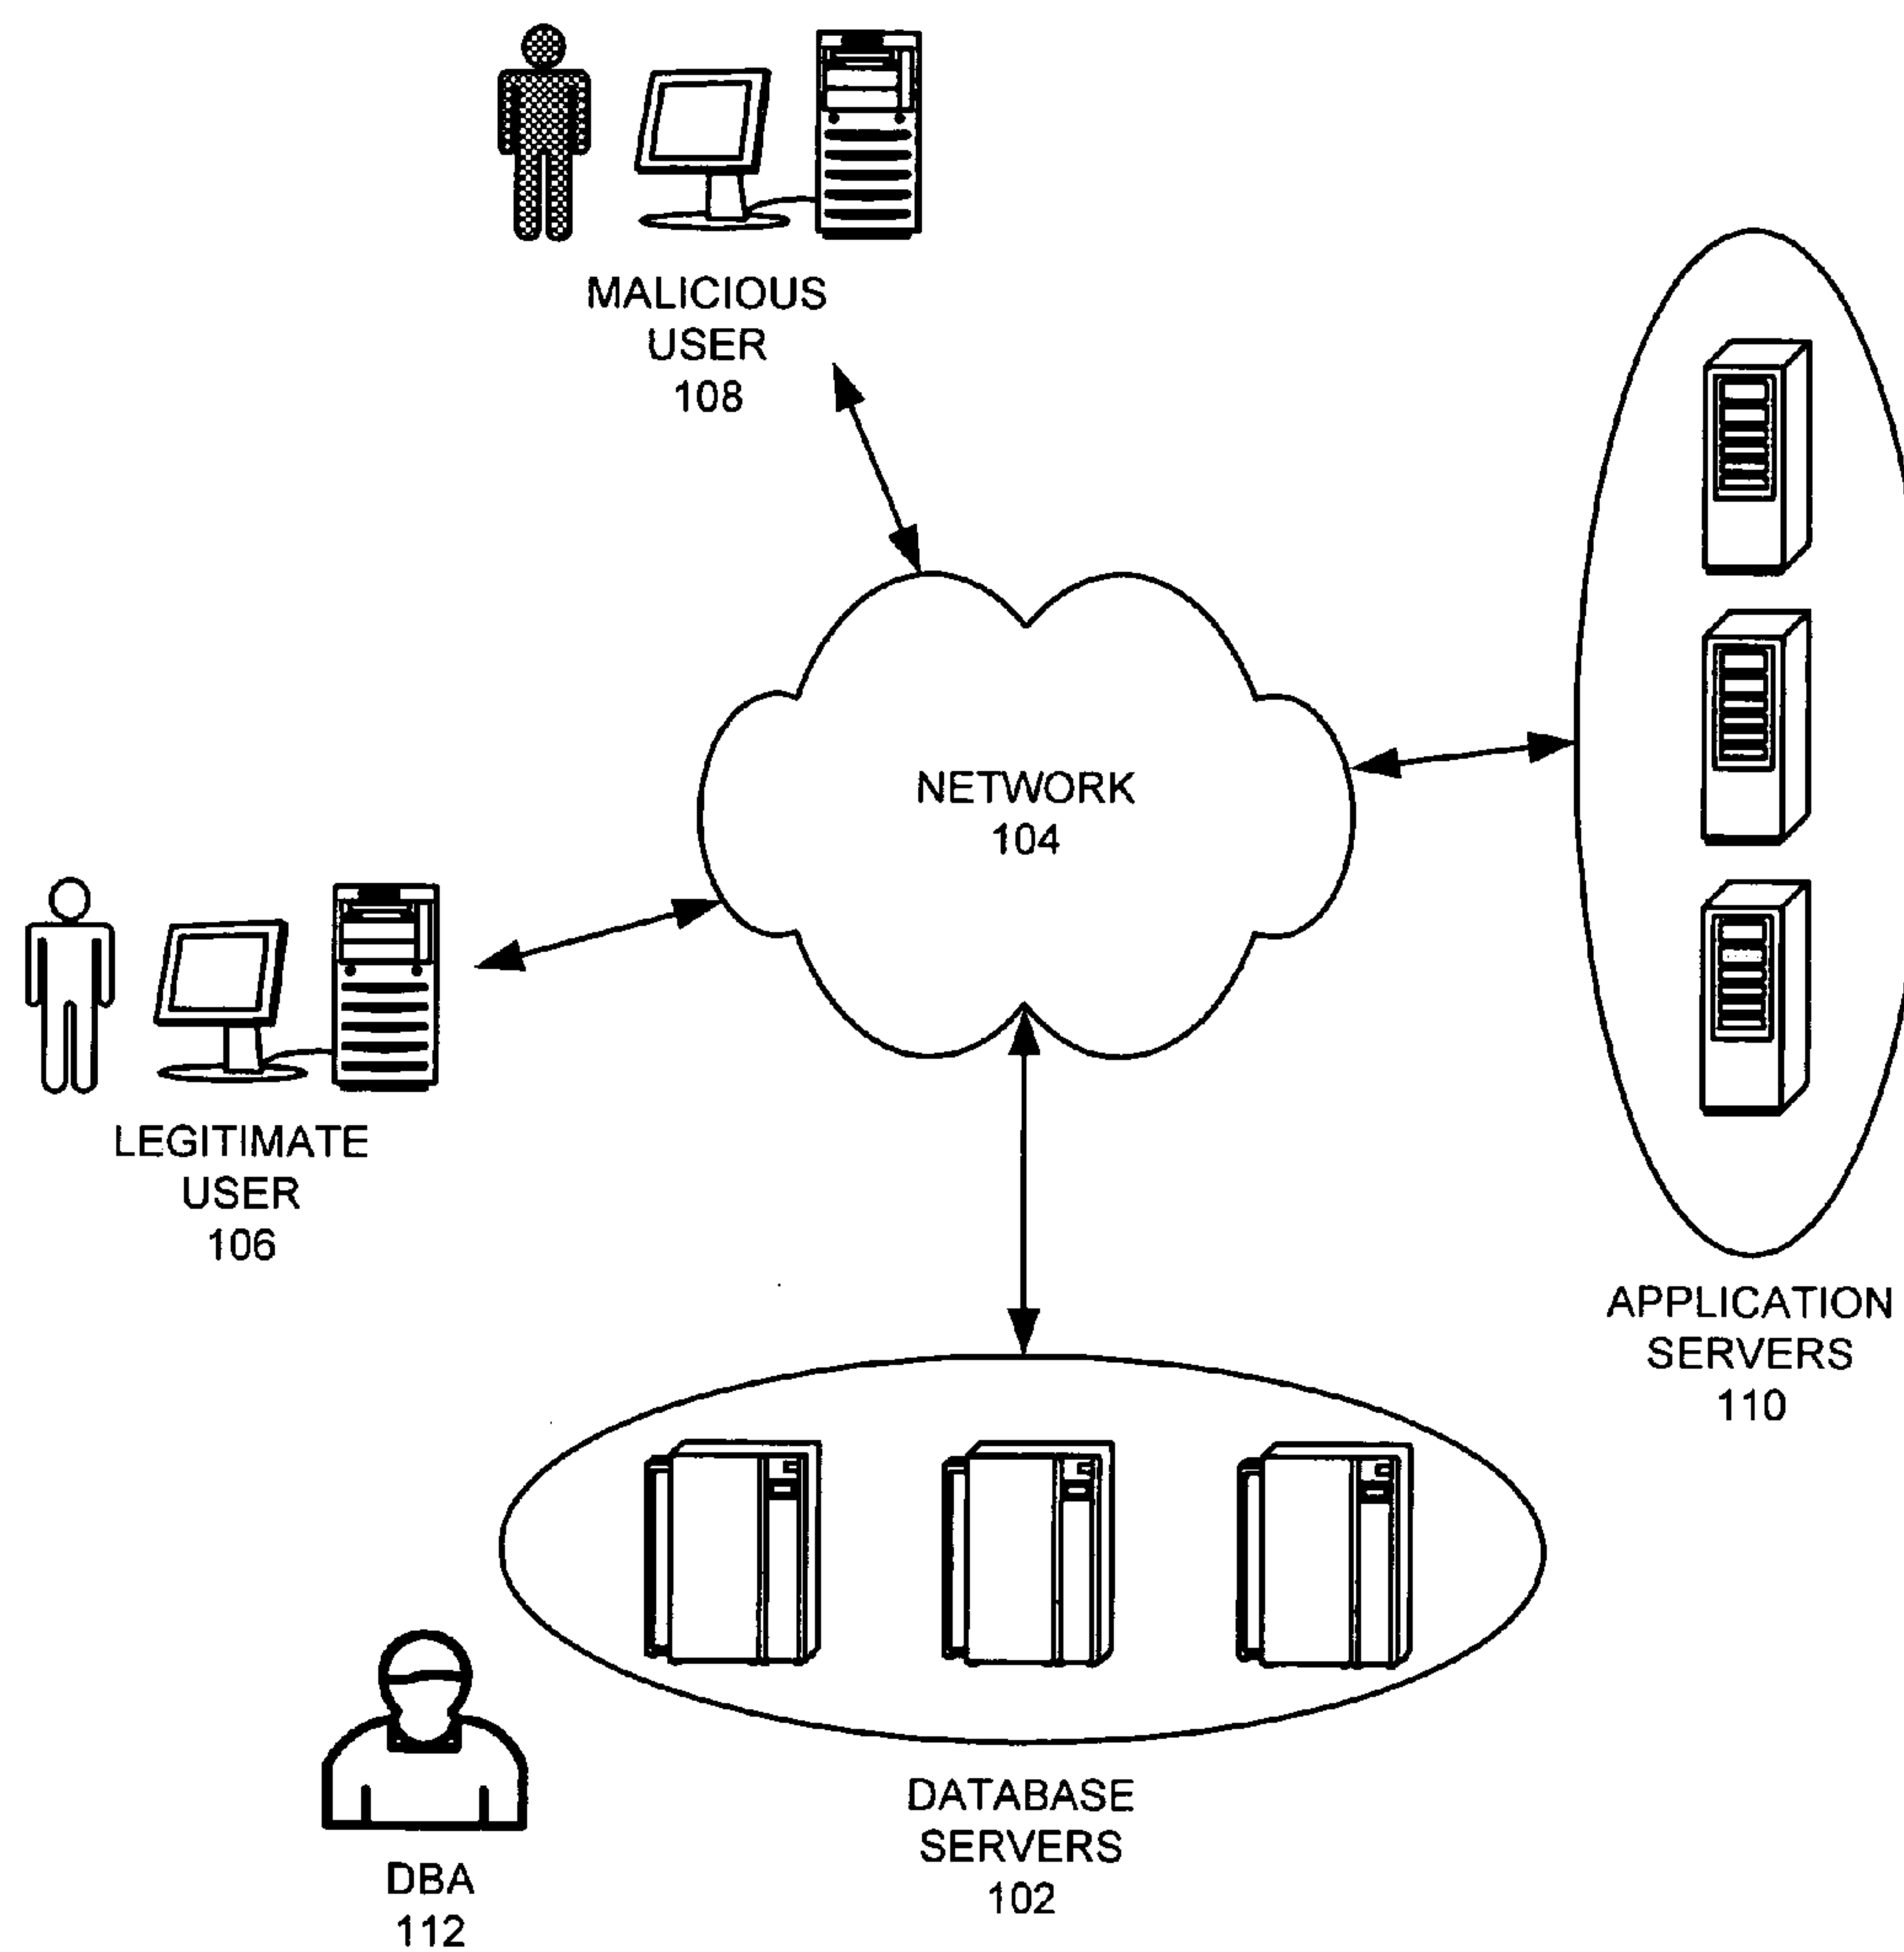 MALICIOUS
USER
108
NETWORK
104
LEGITIMATE
USER
106
APPLICATION
SERVERS
110
DATABASE
SERVERS
102
DBA
112